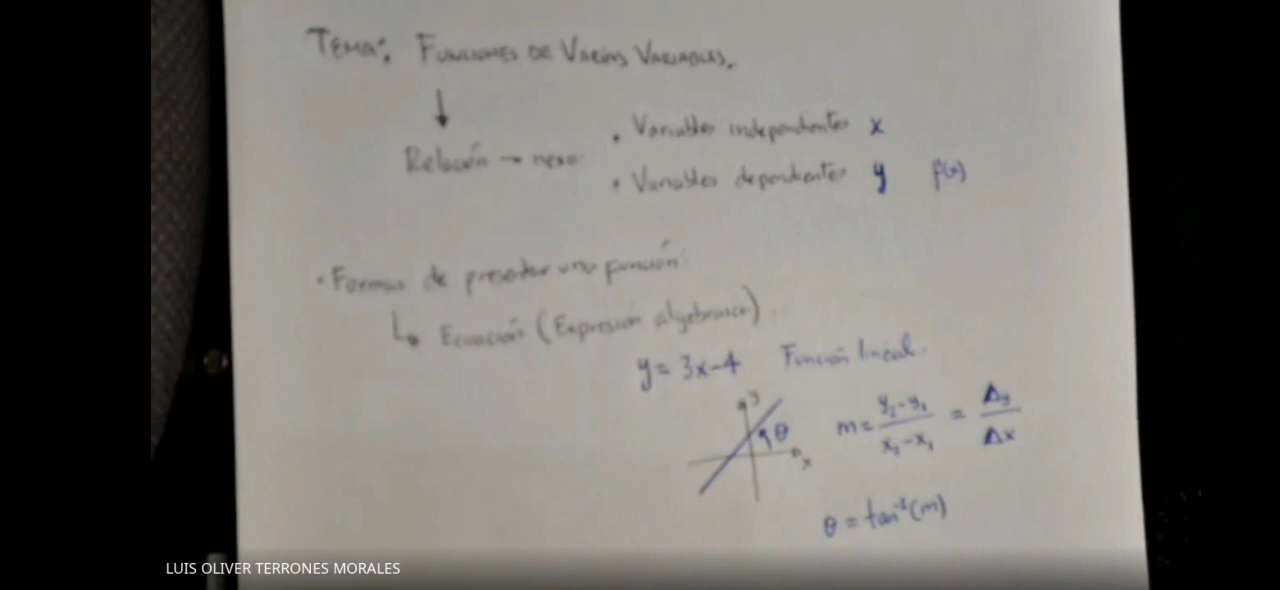 Tema: Funciones de Varias Variables.
Relación → nexo
• Variables independientes x
• Variables dependientes y f(x)
• Formas de presentar una función:
↳ Ecuación (Expresión algebraica)
y = 3x-4 Función lineal.
y
θ
x
m = (y₂-y₁)/(x₂-x₁) = Δy/Δx
θ = tan⁻¹(m)
LUIS OLIVER TERRONES MORALES